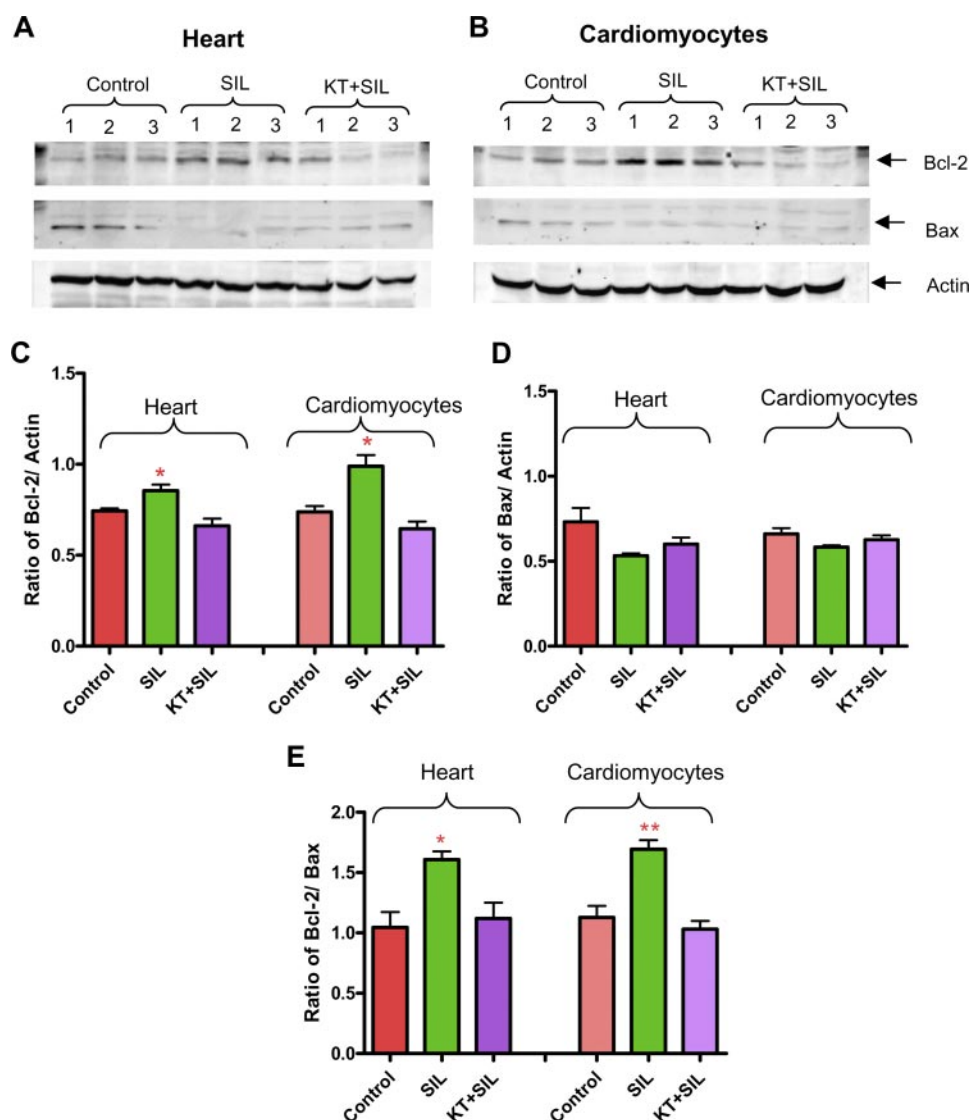 A
Heart
Control SIL KT+SIL
1 2 3 1 2 3 1 2 3
B
Cardiomyocytes
Control SIL KT+SIL
1 2 3 1 2 3 1 2 3
Bcl-2
Bax
Actin
C
Heart
Cardiomyocytes
*
*
Ratio of Bcl-2/ Actin
1.5
1.0
0.5
0.0
Control SIL KT+SIL Control SIL KT+SIL
D
Heart
Cardiomyocytes
Ratio of Bax/ Actin
1.5
1.0
0.5
0.0
Control SIL KT+SIL Control SIL KT+SIL
E
Heart
Cardiomyocytes
*
**
Ratio of Bcl-2/ Bax
2.0
1.5
1.0
0.5
0.0
Control SIL KT+SIL Control SIL KT+SIL